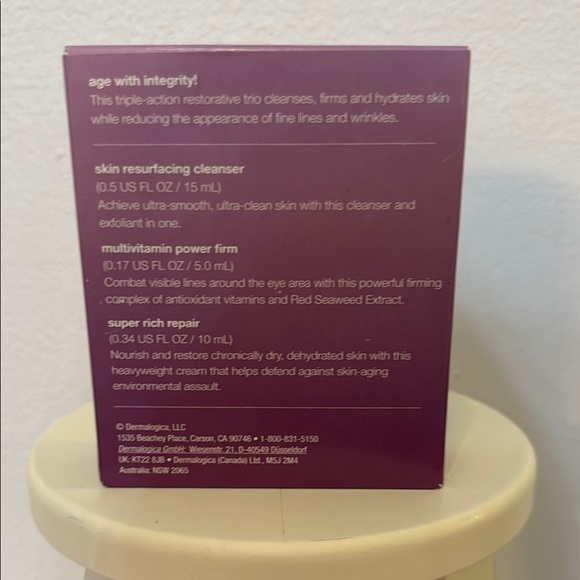 age with integrity!
This triple-action restorative trio cleanses, firms and hydrates skin
while reducing the appearance of fine lines and wrinkles.
skin resurfacing cleanser
(0.5 US FL OZ / 15 mL)
Achieve ultra-smooth, ultra-clean skin with this cleanser and
exfoliant in one.
multivitamin power firm
(0.17 US FL OZ / 5.0 mL)
Combat visible lines around the eye area with this powerful firming
complex of antioxidant vitamins and Red Seaweed Extract.
super rich repair
(0.34 US FL OZ / 10 mL)
Nourish and restore chronically dry, dehydrated skin with this
heavyweight cream that helps defend against skin-aging
environmental assault.
© Dermalogica, LLC
1535 Beachey Place, Carson, CA 90746 • 1-800-831-5150
Dermalogica GmbH: Wiesenstr. 21, D-40549 Düsseldorf
UK: KT22 8JB • Dermalogica (Canada) Ltd., M5J 2M4
Australia: NSW 2065